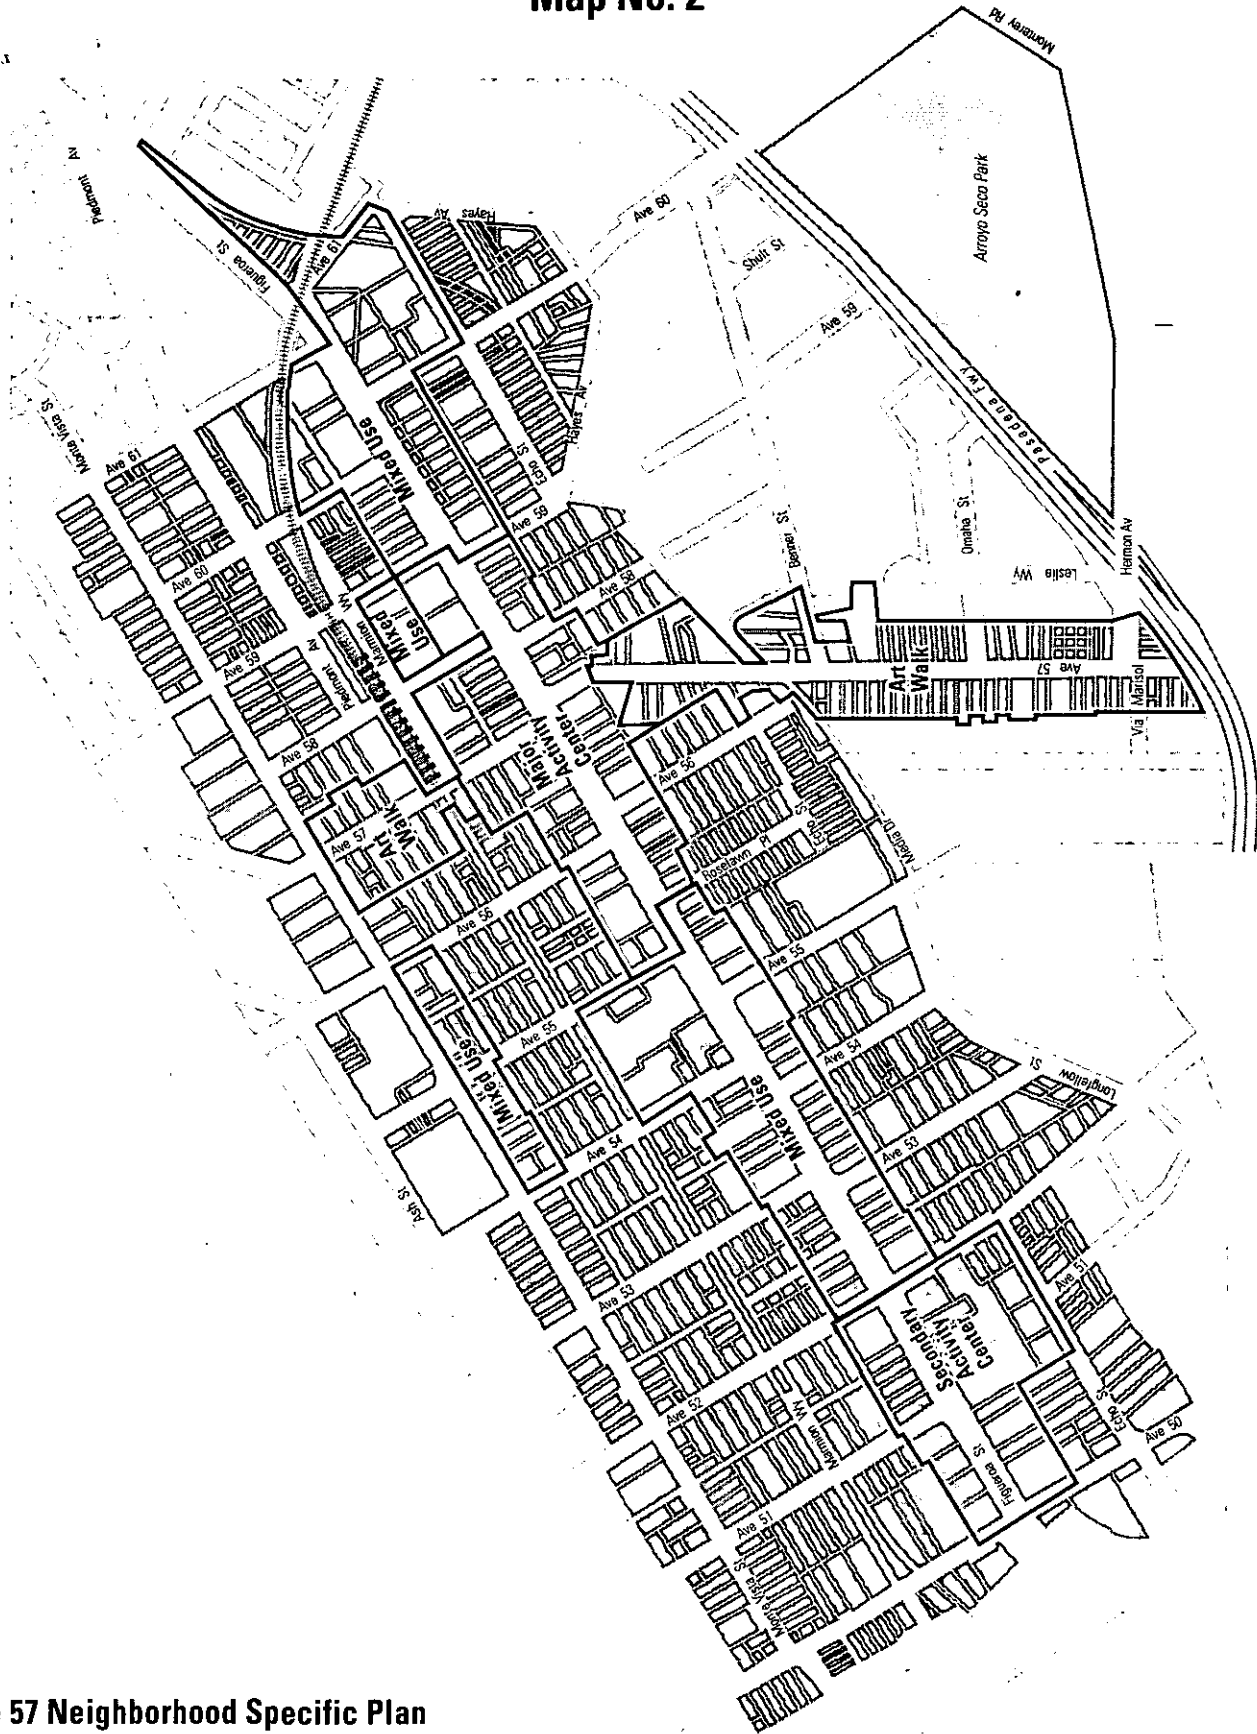 Map No. 2
Monterey Rd
Piedmont Av
Arroyo Seco Park
Ave 60
Hayes Av
Figueroa St
Ave 61
Shult St
Ave 59
Monte Vista St
Ave 61
Mixed Use
Hayes Av
Echo St
Pasadena Fwy
Ave 59
Omaha St
Benner St
Ave 60
Ave 58
Leslie Wy
Hermon Av
Marmion Wy
Mixed Use
Piedmont Av
Ave 59
Art Walk
Ave 57
Via Marisol
Ave 58
Major Activity Center
Ave 56
Ave 57
Art Walk
Echo S
Media Dr
Roselawn Pl
Ave 56
Ave 55
Ave 55
Mixed Use
Ave 54
Longfellow St
Mixed Use
Ave 54
Ave 53
Ash St
Ave 53
Ave 51
Secondary Activity Center
Ave 52
Marmion Wy
Echo S
Ave 50
Figueroa St
Ave 51
Monte Vista St
57 Neighborhood Specific Plan